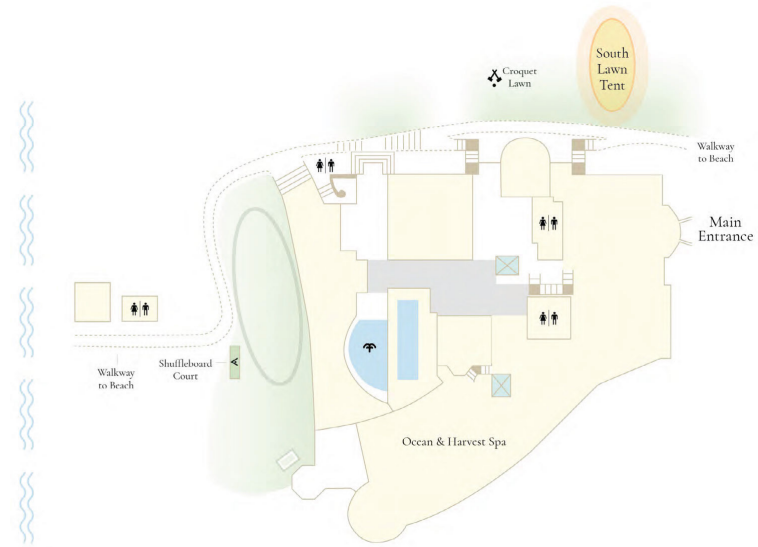 South
Lawn
Tent
Croquet
Lawn
Walkway
to Beach
Main
Entrance
Shuffleboard
Court
Walkway
to Beach
Ocean & Harvest Spa